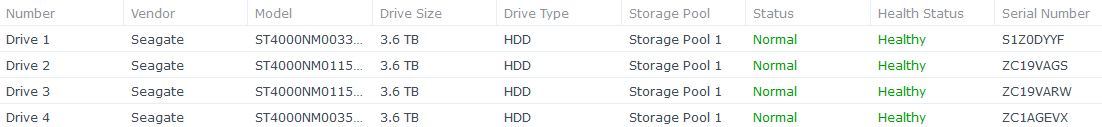 Number Vendor Model Drive Size Drive Type Storage Pool Status Health Status Serial Number
Drive 1 Seagate ST4000NM0033... 3.6 TB HDD Storage Pool 1 Normal Healthy S1Z0DYYF
Drive 2 Seagate ST4000NM0115... 3.6 TB HDD Storage Pool 1 Normal Healthy ZC19VAGS
Drive 3 Seagate ST4000NM0115... 3.6 TB HDD Storage Pool 1 Normal Healthy ZC19VARW
Drive 4 Seagate ST4000NM0035... 3.6 TB HDD Storage Pool 1 Normal Healthy ZC1AGEVX